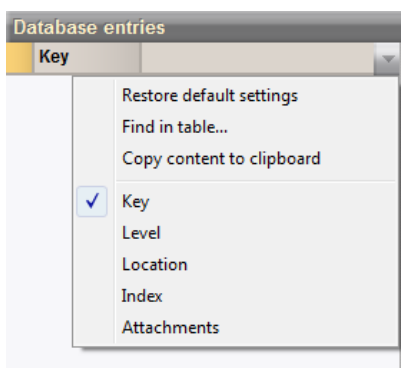 Database entries
Key
Restore default settings
Find in table...
Copy content to clipboard
Key
Level
Location
Index
Attachments